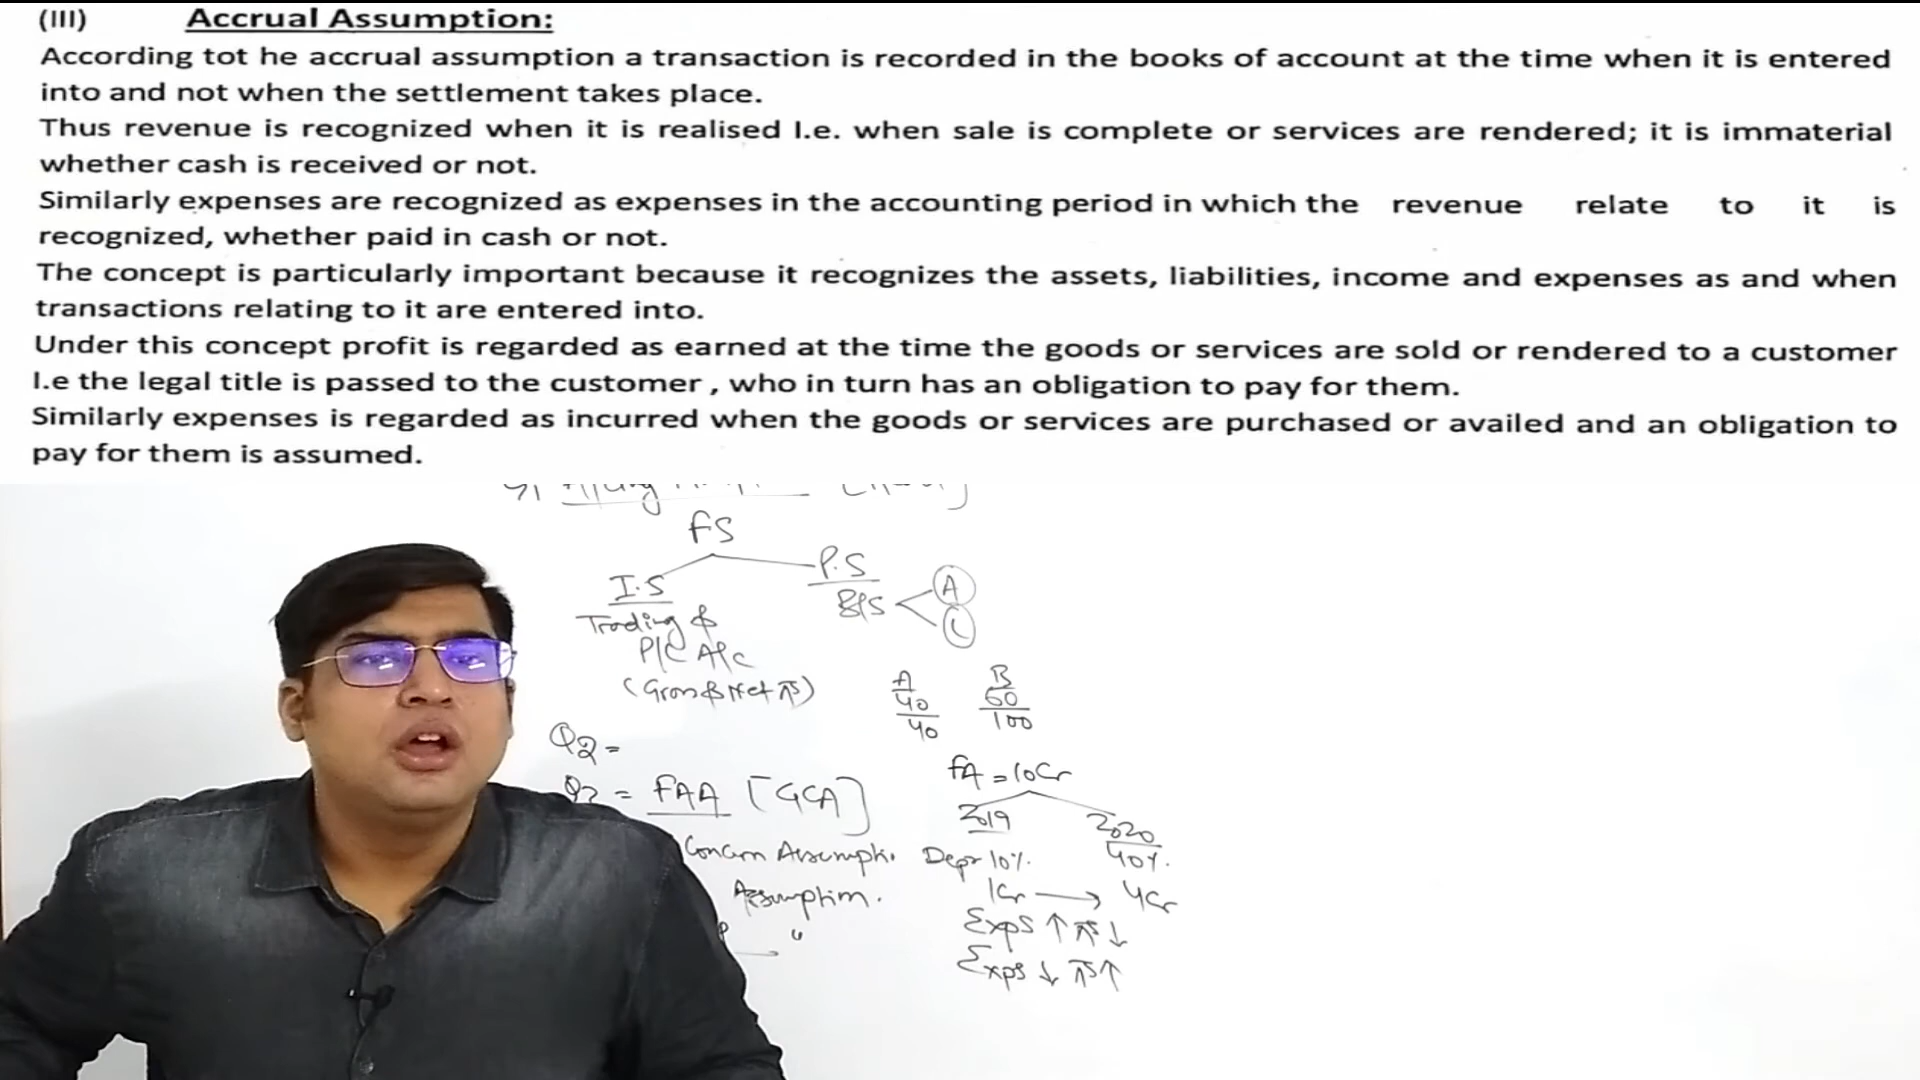 (III) Accrual Assumption:
According tot he accrual assumption a transaction is recorded in the books of account at the time when it is entered
into and not when the settlement takes place.
Thus revenue is recognized when it is realised I.e. when sale is complete or services are rendered; it is immaterial
whether cash is received or not.
Similarly expenses are recognized as expenses in the accounting period in which the revenue relate to it is
recognized, whether paid in cash or not.
The concept is particularly important because it recognizes the assets, liabilities, income and expenses as and when
transactions relating to it are entered into.
Under this concept profit is regarded as earned at the time the goods or services are sold or rendered to a customer
I.e the legal title is passed to the customer , who in turn has an obligation to pay for them.
Similarly expenses is regarded as incurred when the goods or services are purchased or availed and an obligation to
pay for them is assumed.
FS
I.S P.S
Trading & B/S A
P/L A/c L
(Gross & Net πs)
A B
40 60
40 100
Q2 =
= FAA [GCA]
FA = 10Cr
2019 2020
Concern Assumpt. Depr 10%. 40%.
Assumption. 1Cr → 4Cr
"
Exps ↑ πs ↓
Exps ↓ πs ↑